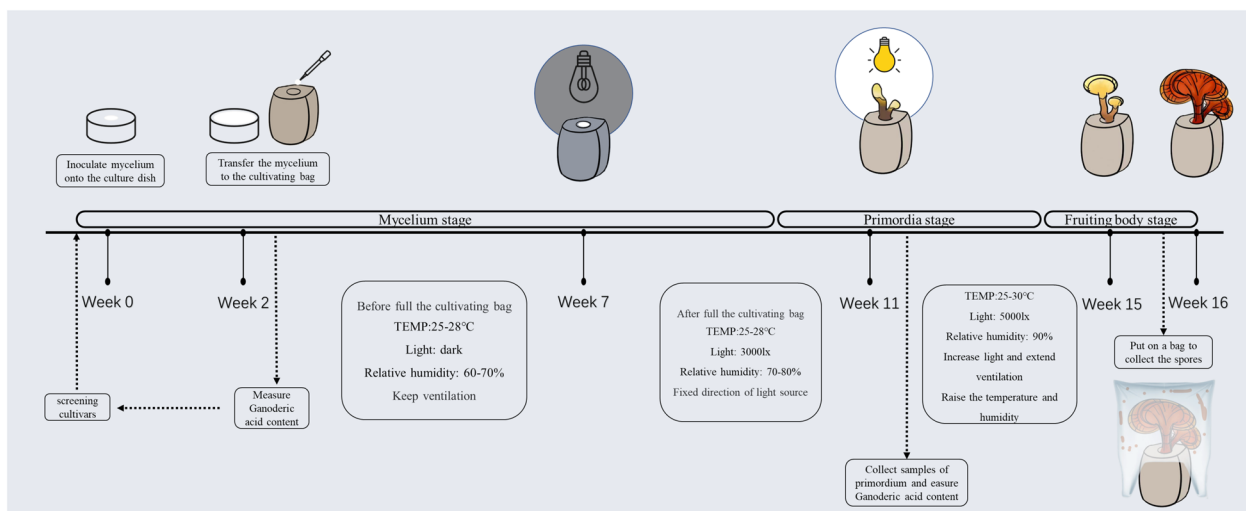 Inoculate mycelium
onto the culture dish
Transfer the mycelium
to the cultivating bag
Mycelium stage
Primordia stage
Fruiting body stage
Week 0
Week 2
Week 7
Week 11
Week 15
Week 16
Before full the cultivating bag
TEMP:25-28℃
Light: dark
Relative humidity: 60-70%
Keep ventilation
After full the cultivating bag
TEMP:25-28℃
Light: 3000lx
Relative humidity: 70-80%
Fixed direction of light source
TEMP:25-30℃
Light: 5000lx
Relative humidity: 90%
Increase light and extend
ventilation
Raise the temperature and
humidity
Put on a bag to
collect the spores
screening
cultivars
Measure
Ganoderic
acid content
Collect samples of
primordium and easure
Ganoderic acid content